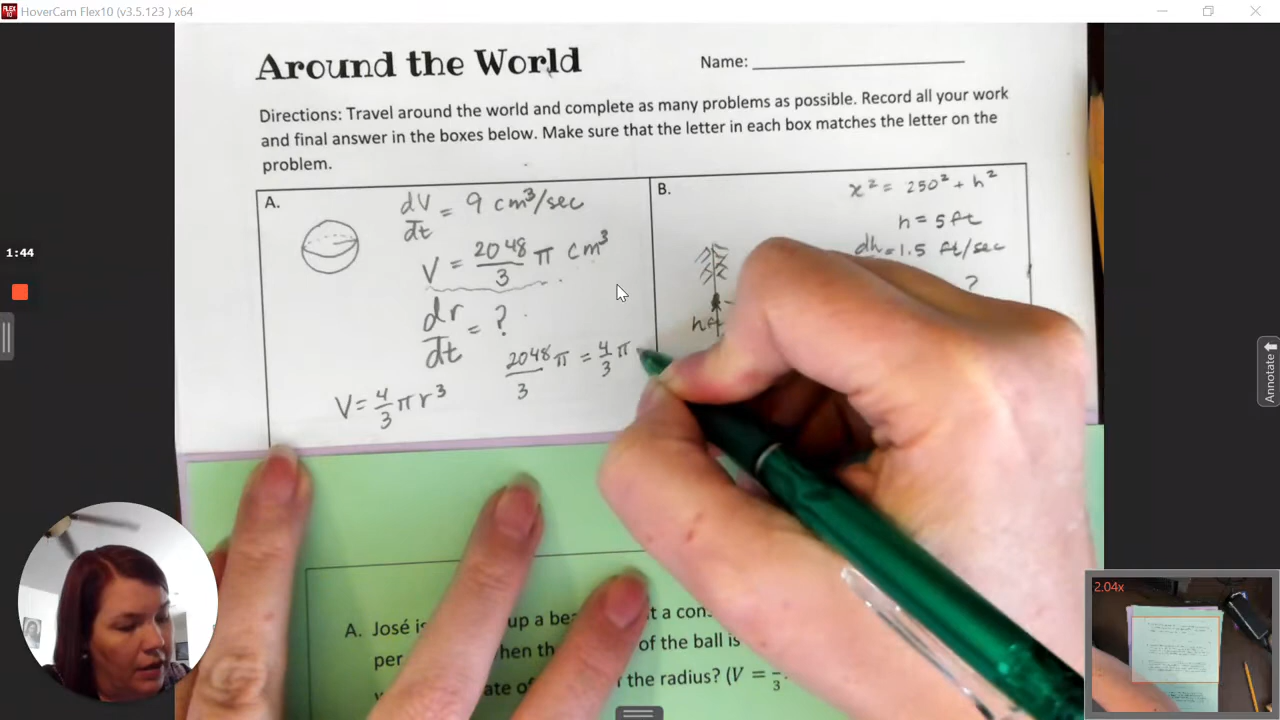 HoverCam Flex10 (v3.5.123 ) x64
Around the World
Name:
Directions: Travel around the world and complete as many problems as possible. Record all your work
and final answer in the boxes below. Make sure that the letter in each box matches the letter on the
problem.
A.
dV/dt = 9 cm³/sec
V = 2048/3 π cm³
dr/dt = ?
2048/3 π = 4/3 π
V = 4/3 π r³
B.
x² = 250² + h²
h = 5 ft
dh = 1.5 ft/sec
?
h ft
1:44
Annotate
2.04x
A. José is up a bea t a con
per hen th of the ball is
ate of the radius? (V = 3